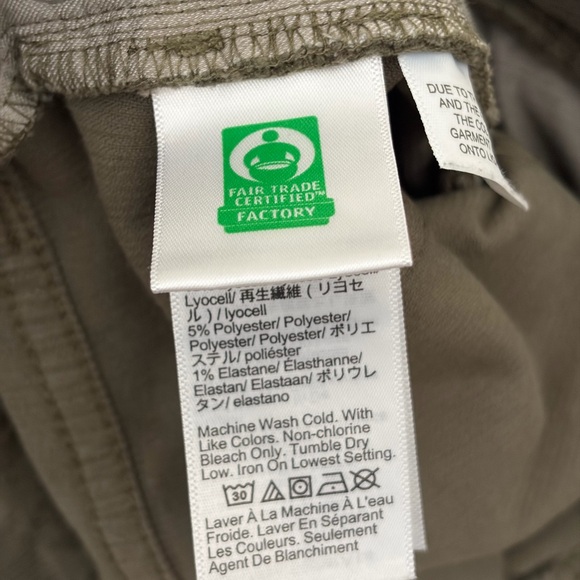 FAIR TRADE
CERTIFIED™
FACTORY
DUE TO
AND THE
THE
GARMEN
ONTO
Lyocell/ 再生繊維 ( リヨセ
ル ) / lyocell
5% Polyester/ Polyester/
Polyester/ Polyester/ ポリエ
ステル/ poliéster
1% Elastane/ Élasthanne/
Elastan/ Elastaan/ ポリウレ
タン/ elastano
Machine Wash Cold. With
Like Colors. Non-chlorine
Bleach Only. Tumble Dry
Low. Iron On Lowest Setting.
30
Laver À La Machine À L'eau
Froide. Laver En Séparant
Les Couleurs. Seulement
Agent De Blanchiment